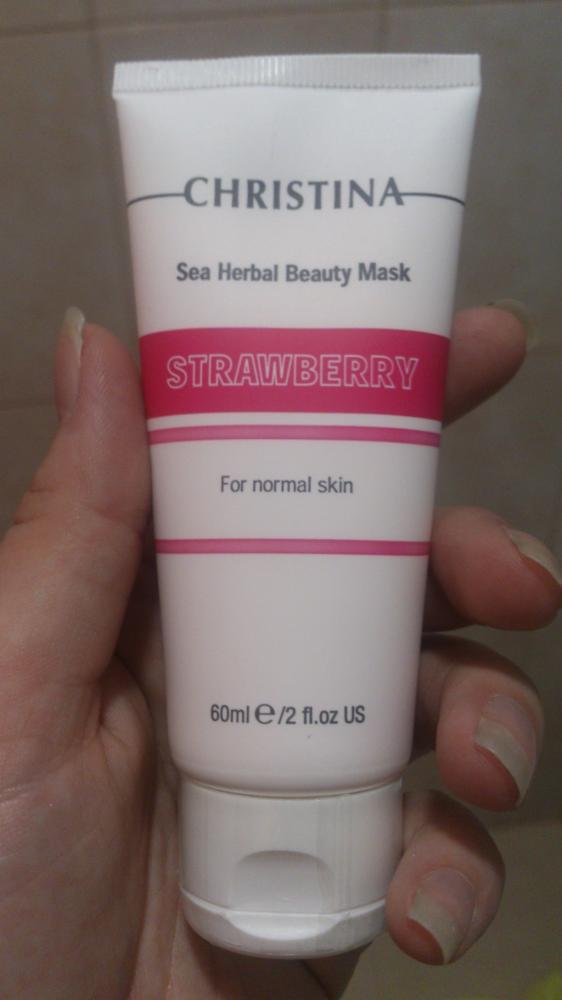 CHRISTINA
Sea Herbal Beauty Mask
STRAWBERRY
For normal skin
60ml ℮/2 fl.oz US